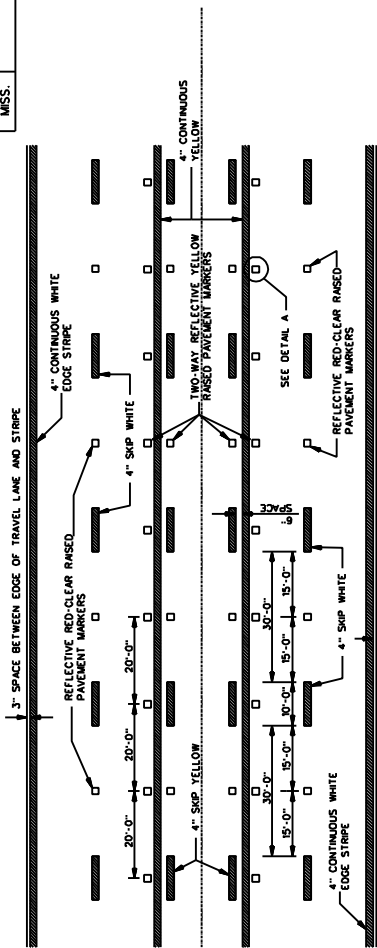 MISS.
3" SPACE BETWEEN EDGE OF TRAVEL LANE AND STRIPE
4" CONTINUOUS WHITE
EDGE STRIPE
REFLECTIVE RED-CLEAR RAISED
PAVEMENT MARKERS
4" SKIP WHITE
20'-0"
20'-0"
20'-0"
4" CONTINUOUS
YELLOW
TWO-WAY REFLECTIVE YELLOW
RAISED PAVEMENT MARKERS
4" SKIP YELLOW
6"
SPACE
SEE DETAIL A
30'-0"
30'-0"
15'-0"
15'-0"
10'-0"
15'-0"
15'-0"
REFLECTIVE RED-CLEAR RAISED
PAVEMENT MARKERS
4" SKIP WHITE
4" CONTINUOUS WHITE
EDGE STRIPE